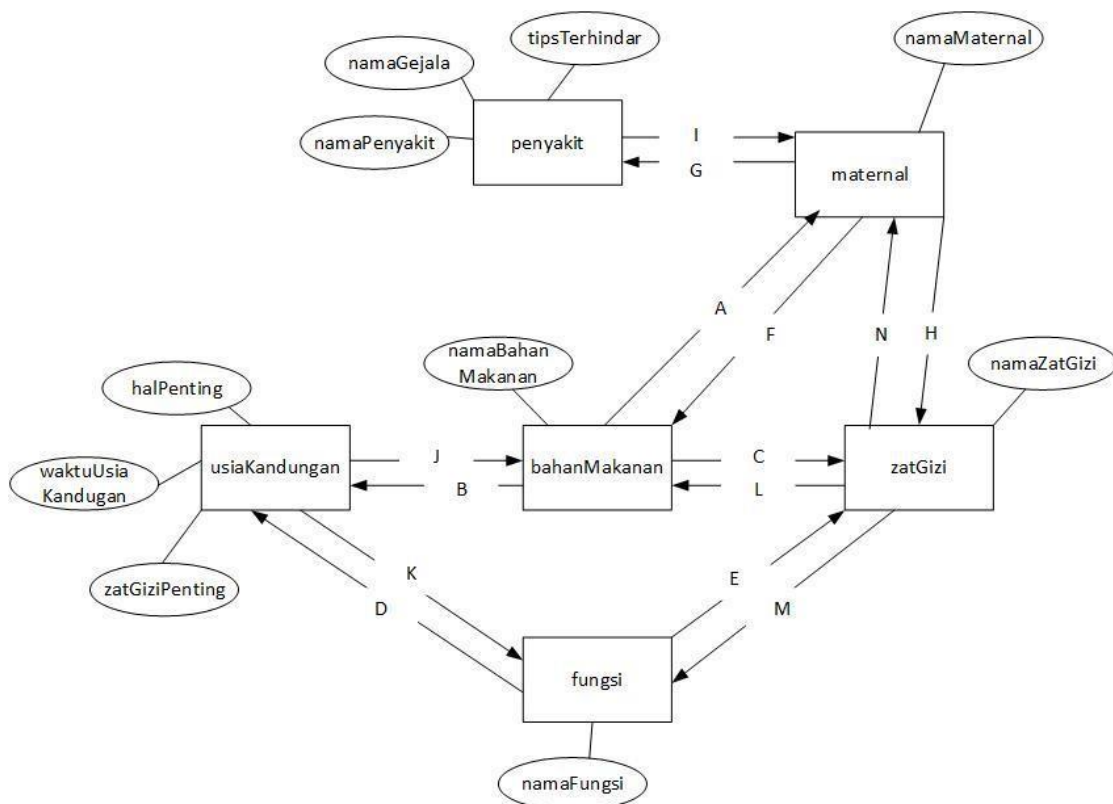 tipsTerhindar
namaMaternal
namaGejala
namaPenyakit
penyakit
I
G
maternal
A
F
N
H
namaBahan
Makanan
namaZatGizi
halPenting
waktuUsia
Kandugan
usiaKandungan
J
B
bahanMakanan
C
L
zatGizi
zatGiziPenting
K
D
E
M
fungsi
namaFungsi